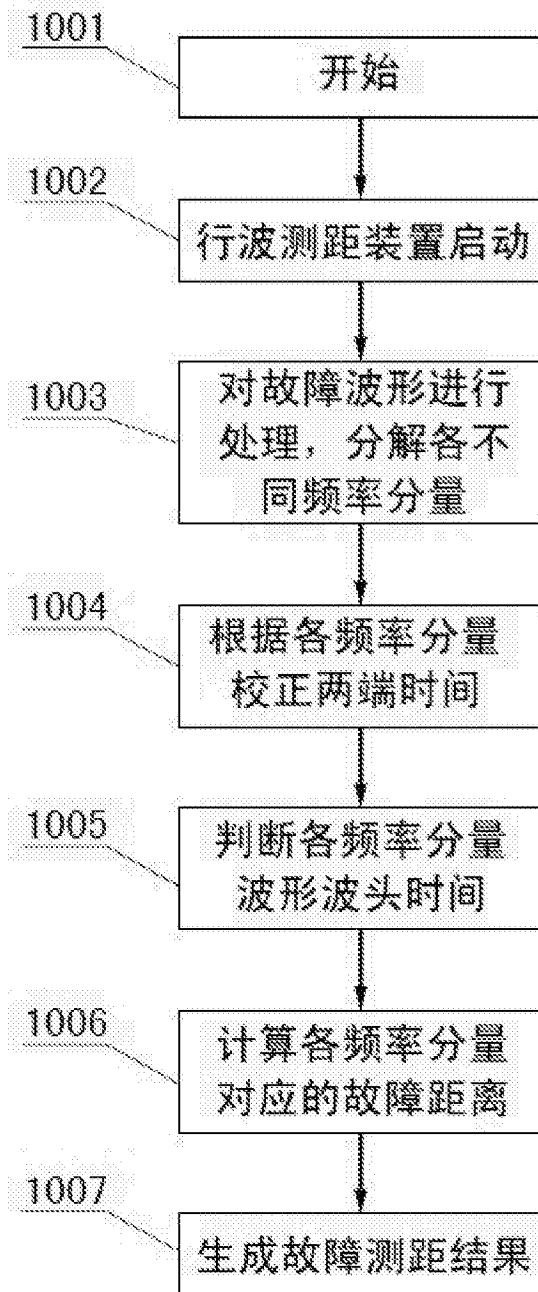 1001
开始
1002
行波测距装置启动
1003
对故障波形进行
处理，分解各不
同频率分量
1004
根据各频率分量
校正两端时间
1005
判断各频率分量
波形波头时间
1006
计算各频率分量
对应的故障距离
1007
生成故障测距结果